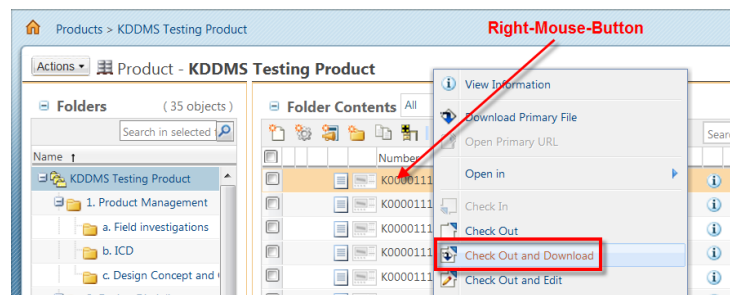 Products > KDDMS Testing Product
Right-Mouse-Button
Actions
Product - KDDMS Testing Product
Folders (35 objects)
Search in selected
Name
KDDMS Testing Product
1. Product Management
a. Field investigations
b. ICD
c. Design Concept and
Folder Contents All
Number
K0000111
K0000111
K0000111
K0000111
K0000111
View Information
Download Primary File
Open Primary URL
Open in
Check In
Check Out
Check Out and Download
Check Out and Edit
Sear